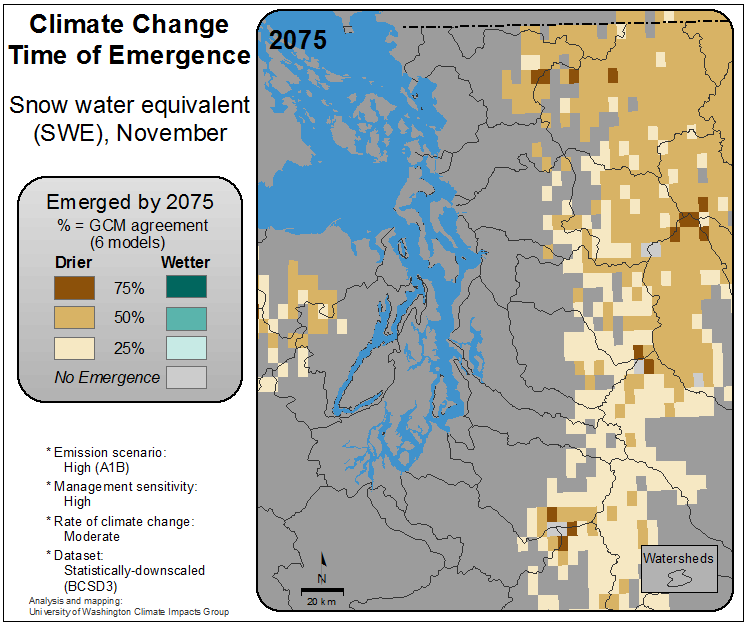 Climate Change
Time of Emergence
Snow water equivalent
(SWE), November
Emerged by 2075
% = GCM agreement
(6 models)
Drier Wetter
75%
50%
25%
No Emergence
* Emission scenario:
High (A1B)
* Management sensitivity:
High
* Rate of climate change:
Moderate
* Dataset:
Statistically-downscaled
(BCSD3)
Analysis and mapping:
University of Washington Climate Impacts Group
2075
N
20 km
Watersheds